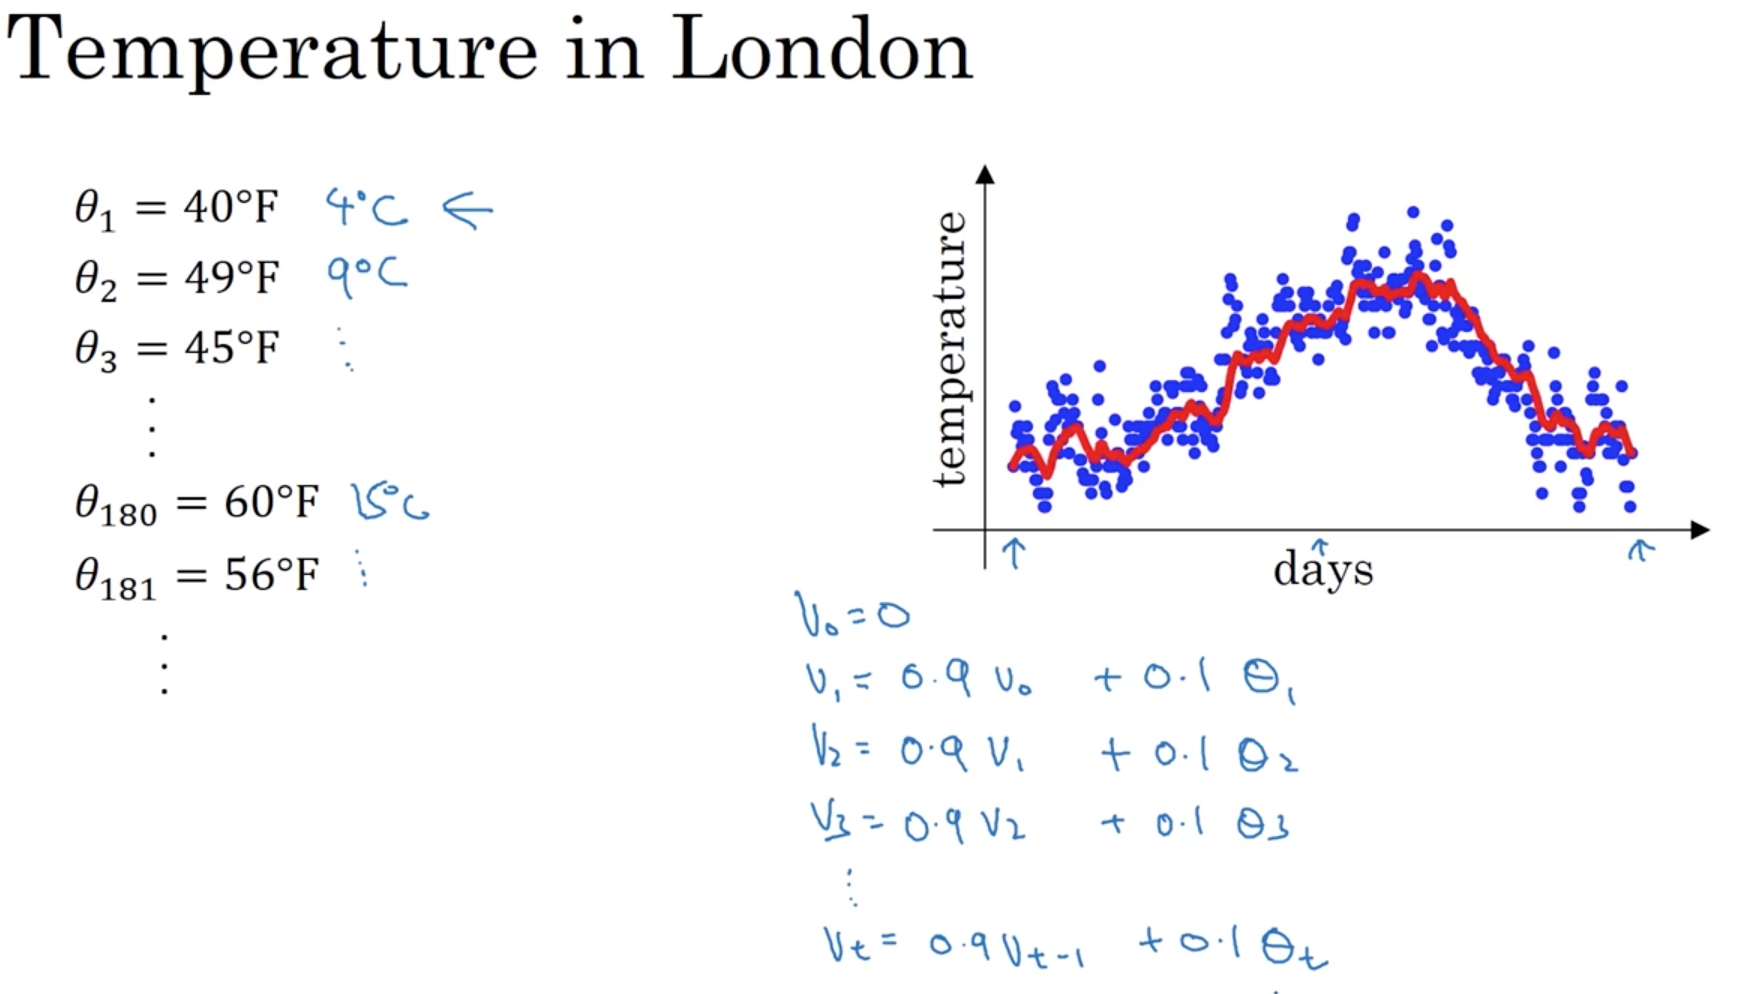 Temperature in London
θ₁ = 40°F 4°C ←
θ₂ = 49°F 9°C
θ₃ = 45°F ⋮
⋮
θ₁₈₀ = 60°F 15°C
θ₁₈₁ = 56°F ⋮
⋮
temperature
days
V₀ = 0
V₁ = 0.9 V₀ + 0.1 θ₁
V₂ = 0.9 V₁ + 0.1 θ₂
V₃ = 0.9 V₂ + 0.1 θ₃
⋮
Vₜ = 0.9 Vₜ₋₁ + 0.1 θₜ